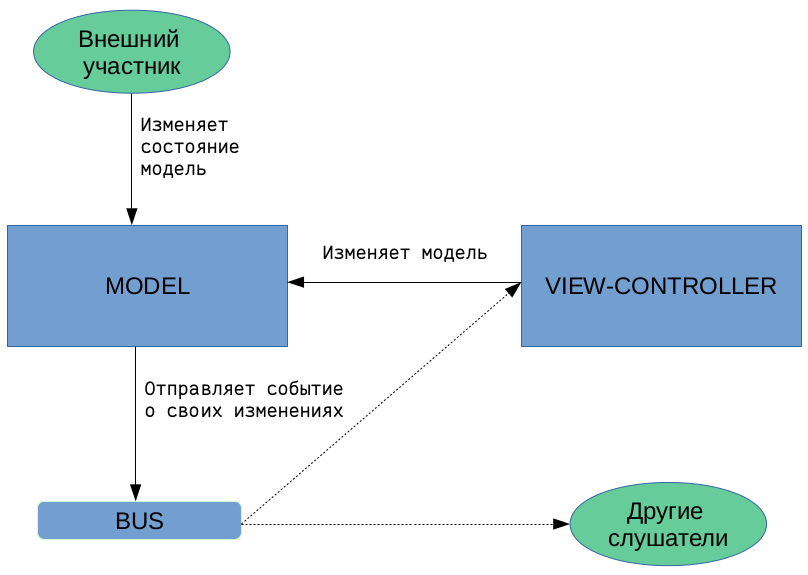 Внешний
участник
Изменяет
состояние
модель
MODEL
Изменяет модель
VIEW-CONTROLLER
Отправляет событие
о своих изменениях
BUS
Другие
слушатели